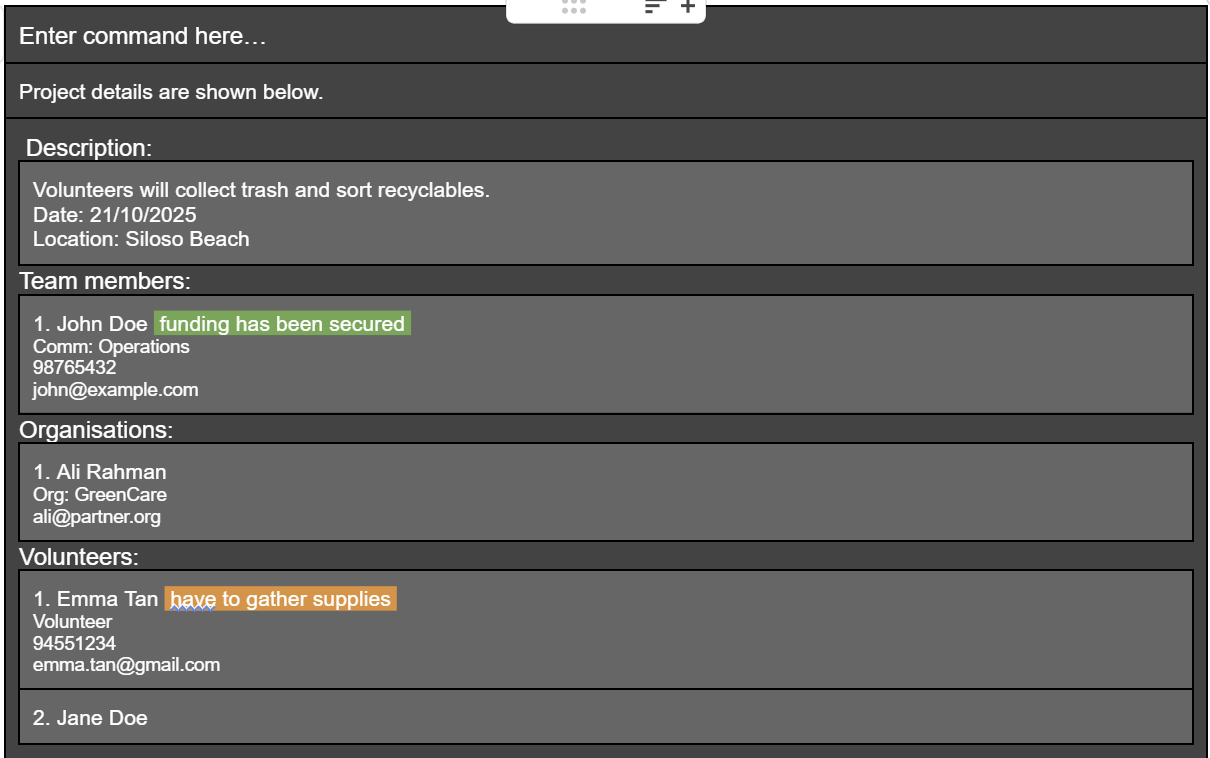 Enter command here…
Project details are shown below.
Description:
Volunteers will collect trash and sort recyclables.
Date: 21/10/2025
Location: Siloso Beach
Team members:
1. John Doe funding has been secured
Comm: Operations
98765432
john@example.com
Organisations:
1. Ali Rahman
Org: GreenCare
ali@partner.org
Volunteers:
1. Emma Tan have to gather supplies
Volunteer
94551234
emma.tan@gmail.com
2. Jane Doe